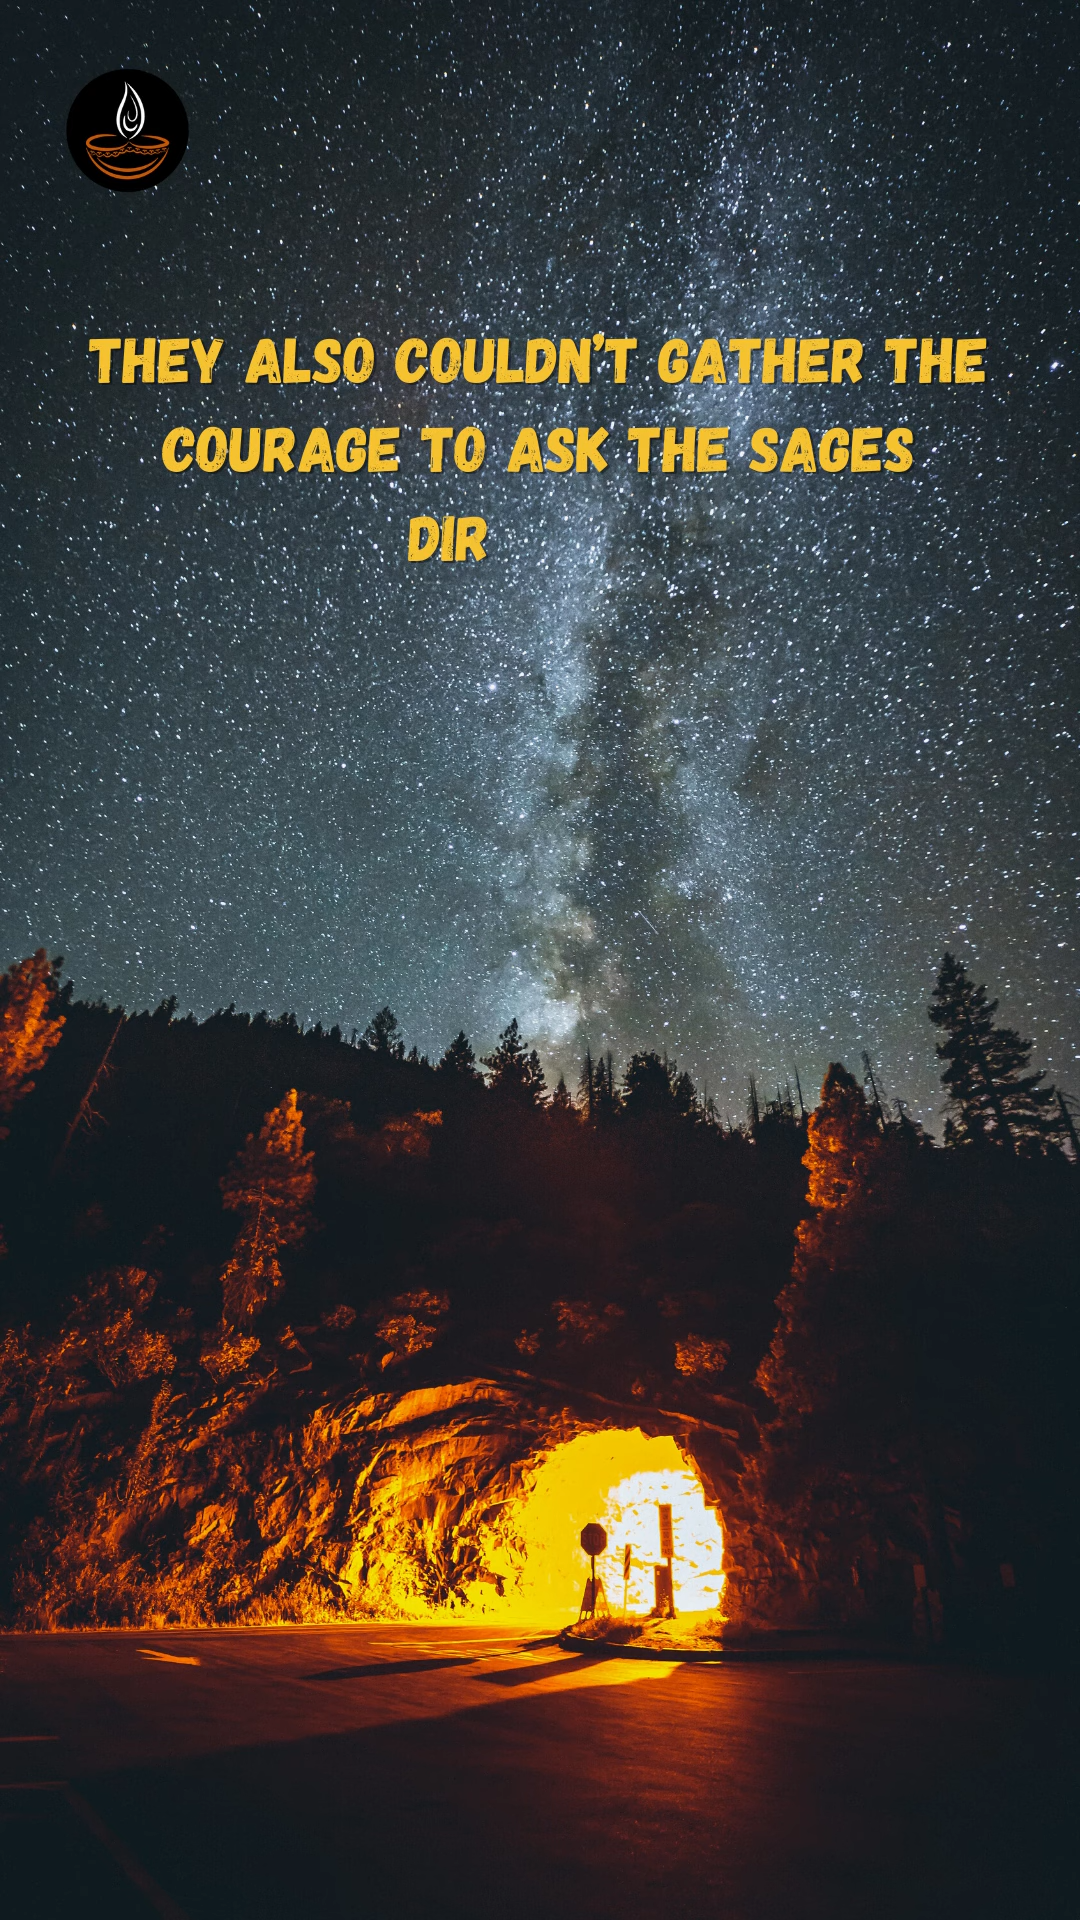 THEY ALSO COULDN'T GATHER THE
COURAGE TO ASK THE SAGES
DIR